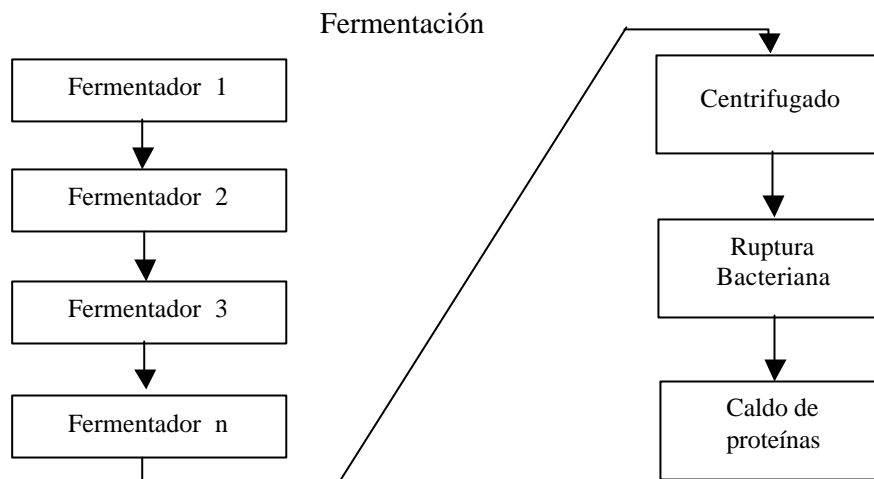 Fermentación
Fermentador 1
Fermentador 2
Fermentador 3
Fermentador n
Centrifugado
Ruptura
Bacteriana
Caldo de
proteínas